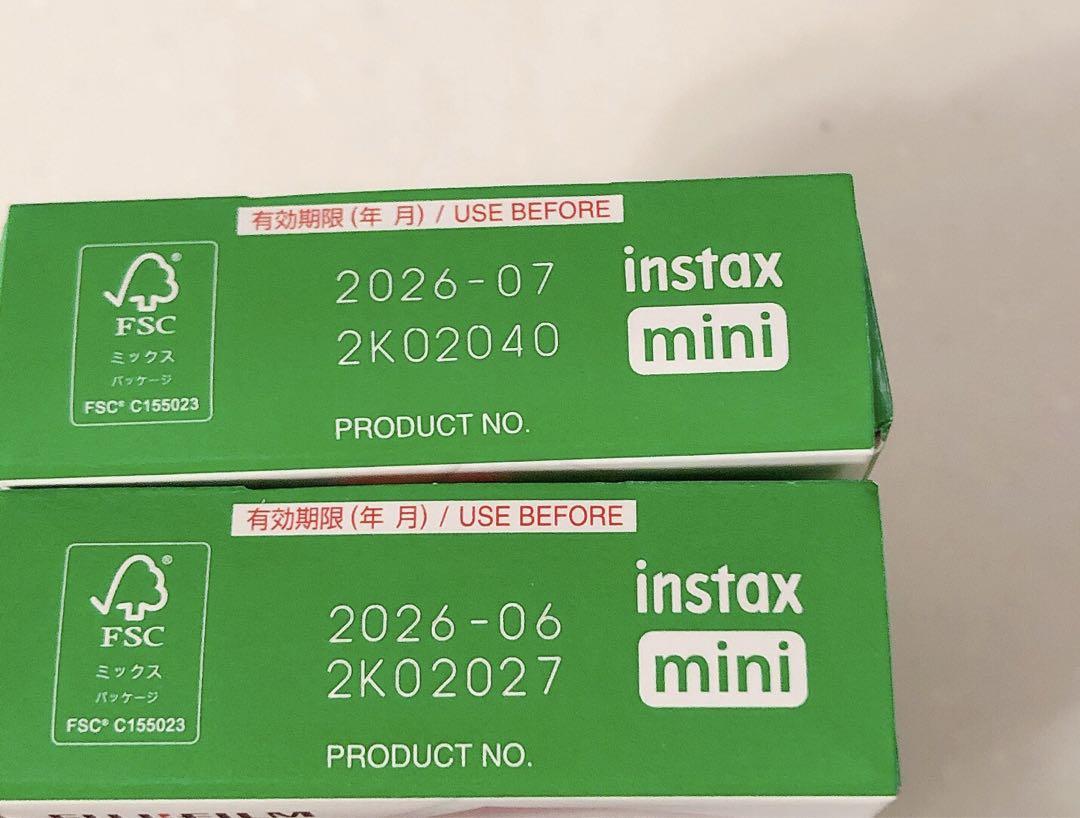 有効期限(年 月) / USE BEFORE
FSC®
ミックス
パッケージ
FSC® C155023
2026-07
2K02040
PRODUCT NO.
instax
mini
有効期限(年 月) / USE BEFORE
FSC®
ミックス
パッケージ
FSC® C155023
2026-06
2K02027
PRODUCT NO.
instax
mini
FUJIFILM